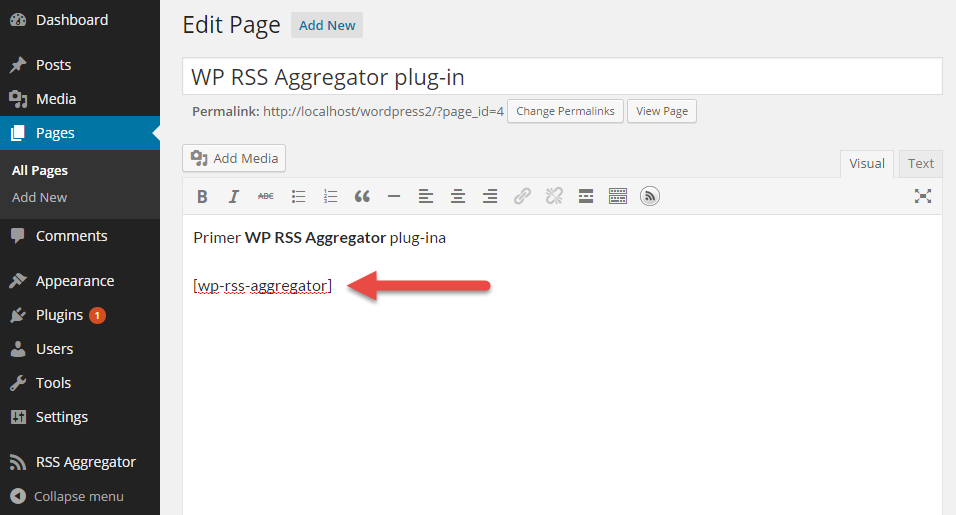 Dashboard
Posts
Media
Pages
All Pages
Add New
Comments
Appearance
Plugins 1
Users
Tools
Settings
RSS Aggregator
Collapse menu
Edit Page Add New
WP RSS Aggregator plug-in
Permalink: http://localhost/wordpress2/?page_id=4 Change Permalinks View Page
Add Media
Visual Text
B I ABC
Primer WP RSS Aggregator plug-ina
[wp-rss-aggregator]